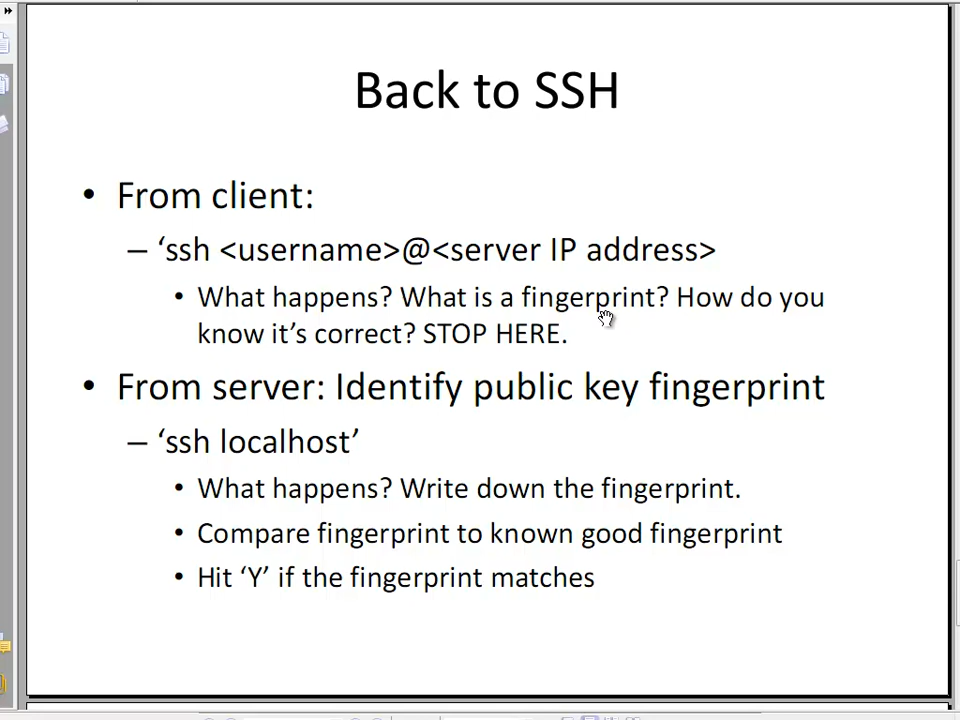 Back to SSH
• From client:
– ‘ssh <username>@<server IP address>
• What happens? What is a fingerprint? How do you
know it’s correct? STOP HERE.
• From server: Identify public key fingerprint
– ‘ssh localhost’
• What happens? Write down the fingerprint.
• Compare fingerprint to known good fingerprint
• Hit ‘Y’ if the fingerprint matches